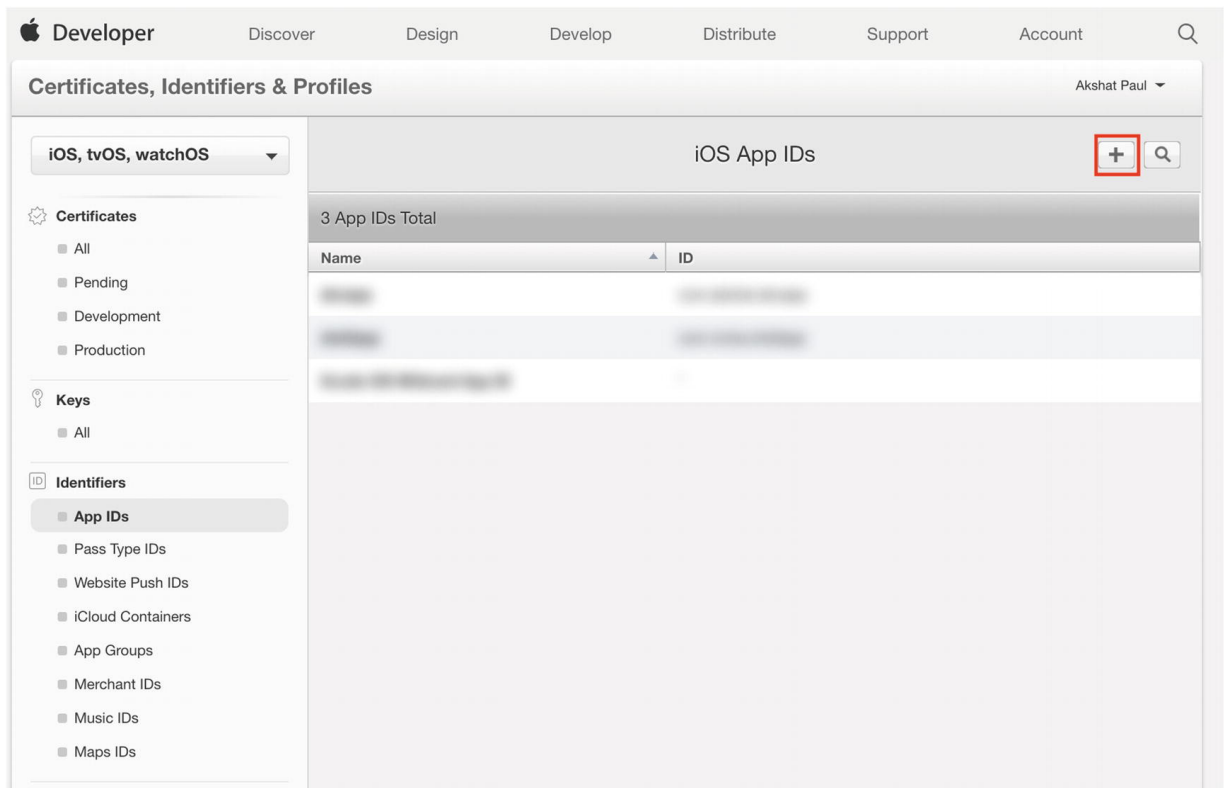 Developer Discover Design Develop Distribute Support Account
Certificates, Identifiers & Profiles
Akshat Paul
iOS, tvOS, watchOS
Certificates
All
Pending
Development
Production
Keys
All
ID Identifiers
App IDs
Pass Type IDs
Website Push IDs
iCloud Containers
App Groups
Merchant IDs
Music IDs
Maps IDs
iOS App IDs
3 App IDs Total
Name ID